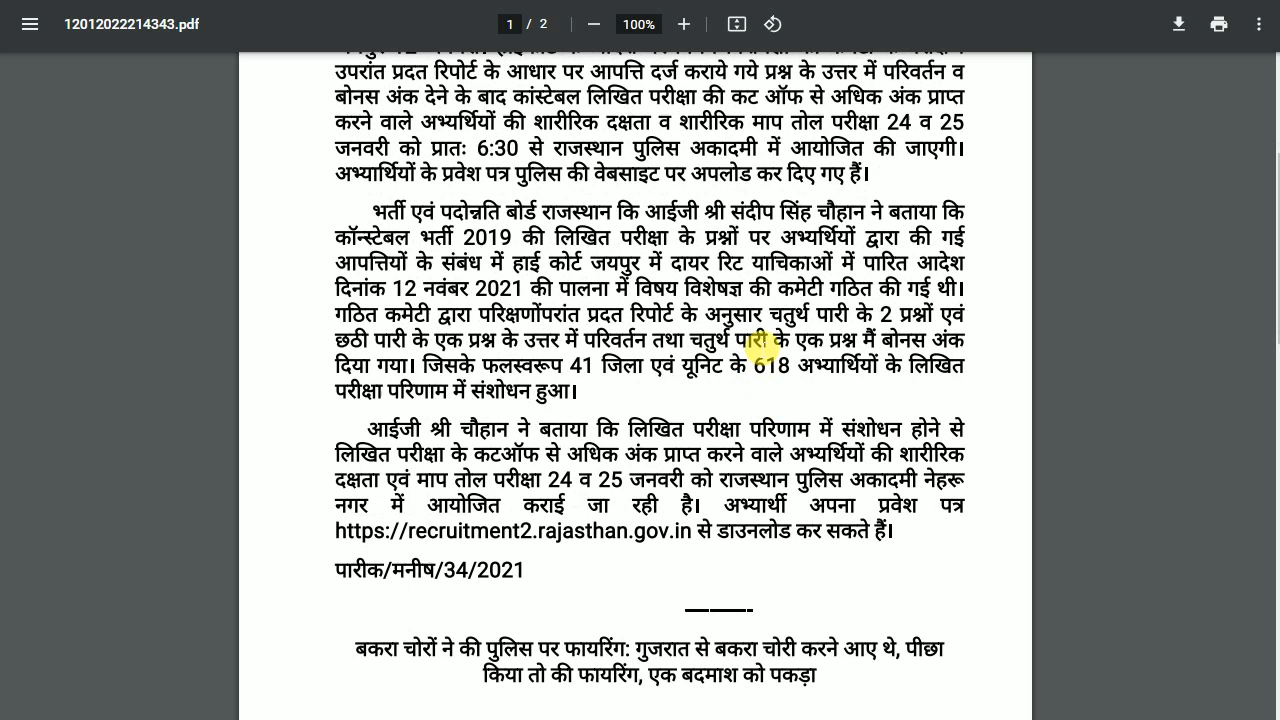 12012022214343.pdf
1 / 2
100%
उपरांत प्रदत रिपोर्ट के आधार पर आपत्ति दर्ज कराये गये प्रश्न के उत्तर में परिवर्तन व
बोनस अंक देने के बाद कांस्टेबल लिखित परीक्षा की कट ऑफ से अधिक अंक प्राप्त
करने वाले अभ्यर्थियों की शारीरिक दक्षता व शारीरिक माप तोल परीक्षा 24 व 25
जनवरी को प्रातः 6:30 से राजस्थान पुलिस अकादमी में आयोजित की जाएगी।
अभ्यार्थियों के प्रवेश पत्र पुलिस की वेबसाइट पर अपलोड कर दिए गए हैं।
भर्ती एवं पदोन्नति बोर्ड राजस्थान कि आईजी श्री संदीप सिंह चौहान ने बताया कि
कॉन्स्टेबल भर्ती 2019 की लिखित परीक्षा के प्रश्नों पर अभ्यर्थियों द्वारा की गई
आपत्तियों के संबंध में हाई कोर्ट जयपुर में दायर रिट याचिकाओं में पारित आदेश
दिनांक 12 नवंबर 2021 की पालना में विषय विशेषज्ञ की कमेटी गठित की गई थी।
गठित कमेटी द्वारा परिक्षणोंपरांत प्रदत रिपोर्ट के अनुसार चतुर्थ पारी के 2 प्रश्नों एवं
छठी पारी के एक प्रश्न के उत्तर में परिवर्तन तथा चतुर्थ पारी के एक प्रश्न मैं बोनस अंक
दिया गया। जिसके फलस्वरूप 41 जिला एवं यूनिट के 618 अभ्यार्थियों के लिखित
परीक्षा परिणाम में संशोधन हुआ।
आईजी श्री चौहान ने बताया कि लिखित परीक्षा परिणाम में संशोधन होने से
लिखित परीक्षा के कटऑफ से अधिक अंक प्राप्त करने वाले अभ्यर्थियों की शारीरिक
दक्षता एवं माप तोल परीक्षा 24 व 25 जनवरी को राजस्थान पुलिस अकादमी नेहरू
नगर में आयोजित कराई जा रही है। अभ्यार्थी अपना प्रवेश पत्र
https://recruitment2.rajasthan.gov.in से डाउनलोड कर सकते हैं।
पारीक/मनीष/34/2021
बकरा चोरों ने की पुलिस पर फायरिंग: गुजरात से बकरा चोरी करने आए थे, पीछा
किया तो की फायरिंग, एक बदमाश को पकड़ा